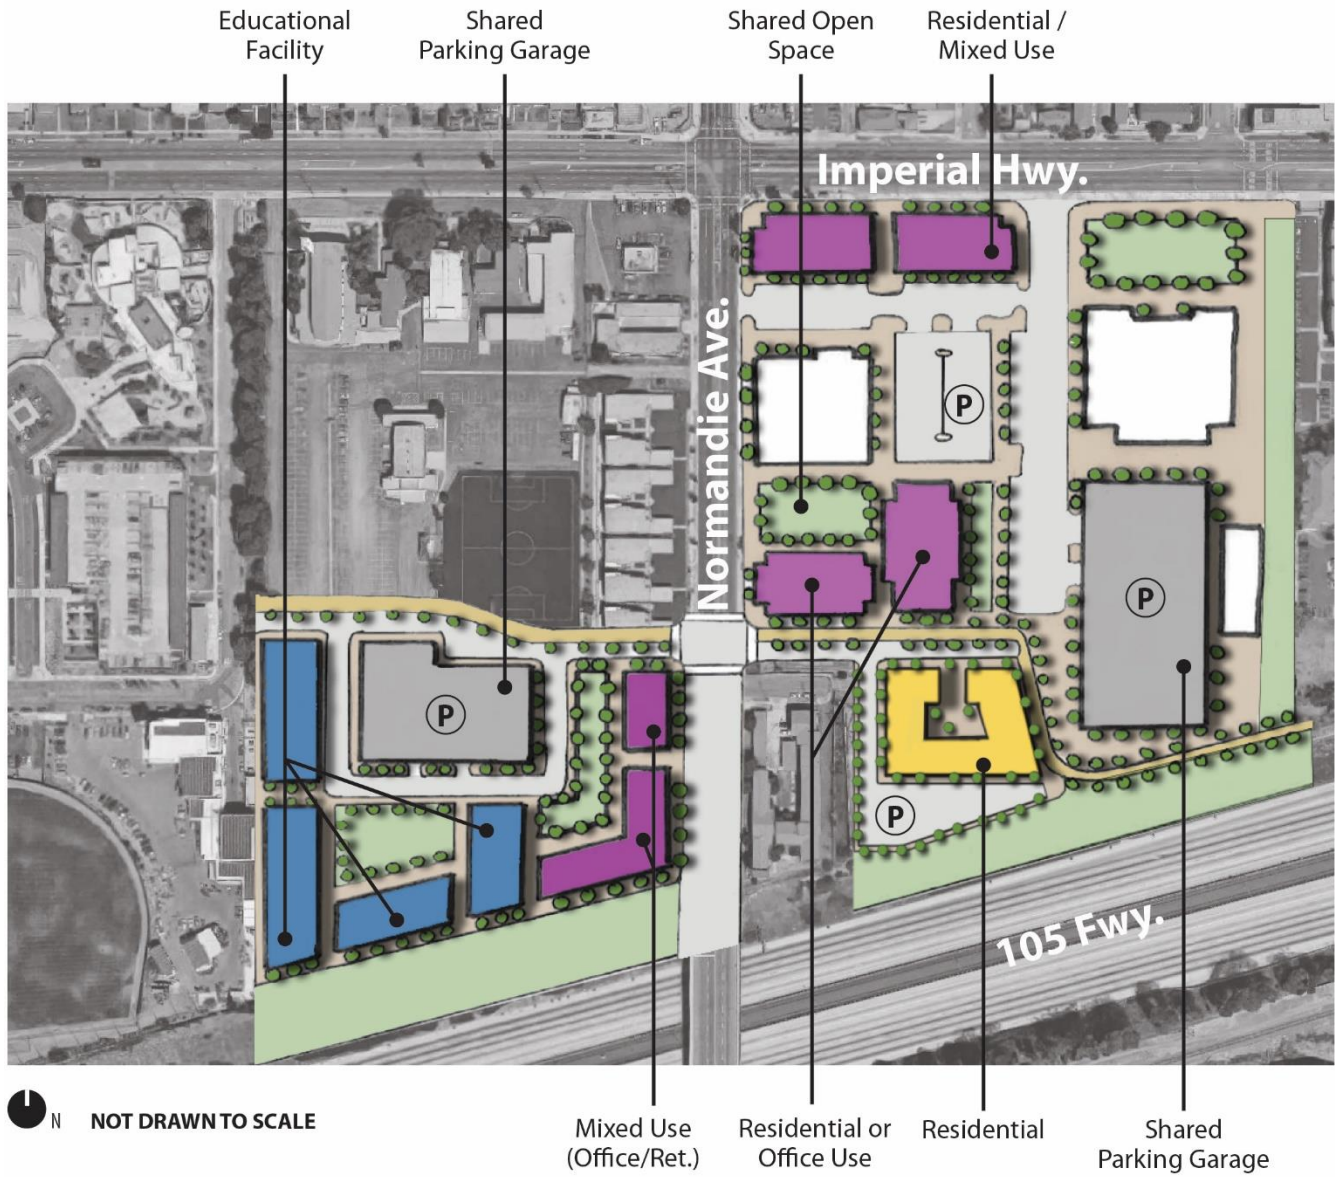 Educational
Facility
Shared
Parking Garage
Shared Open
Space
Residential /
Mixed Use
Imperial Hwy.
Normandie Ave.
P
P
P
P
105 Fwy.
N
NOT DRAWN TO SCALE
Mixed Use
(Office/Ret.)
Residential or
Office Use
Residential
Shared
Parking Garage